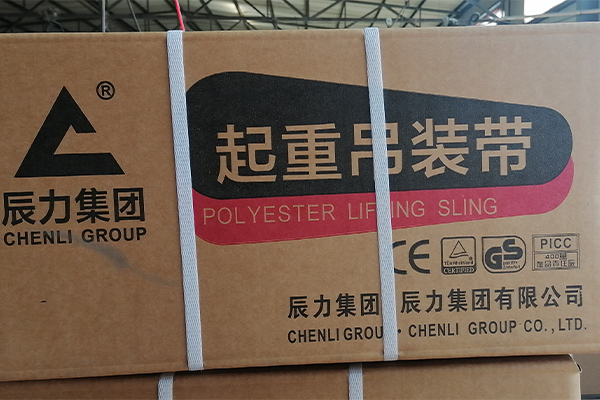 ®
辰力集团
CHENLI GROUP
起重吊装带
POLYESTER LIFTING SLING
CE
CERTIFIED
GS
PICC
辰力集团·辰力集团有限公司
CHENLI GROUP·CHENLI GROUP CO.,LTD.